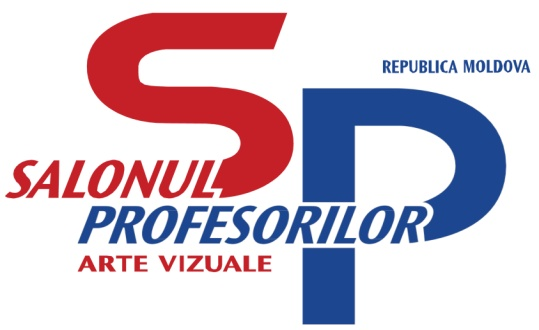 SP
REPUBLICA MOLDOVA
SALONUL
PROFESORILOR
ARTE VIZUALE